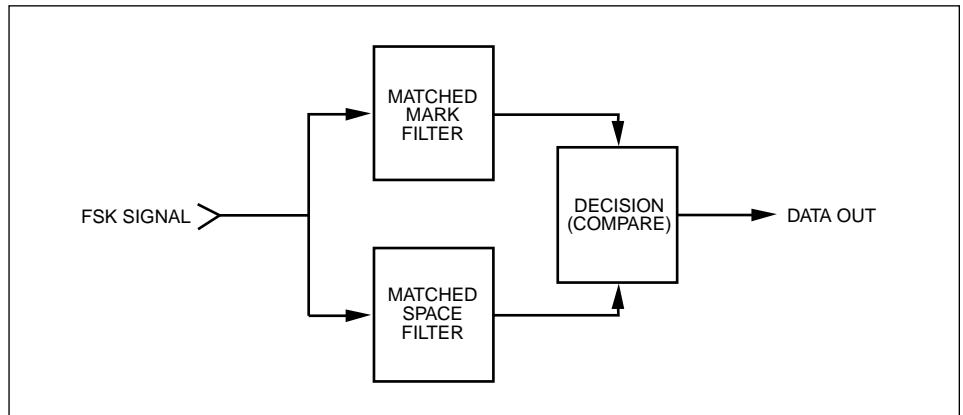 MATCHED
MARK
FILTER
FSK SIGNAL
DECISION
(COMPARE)
DATA OUT
MATCHED
SPACE
FILTER